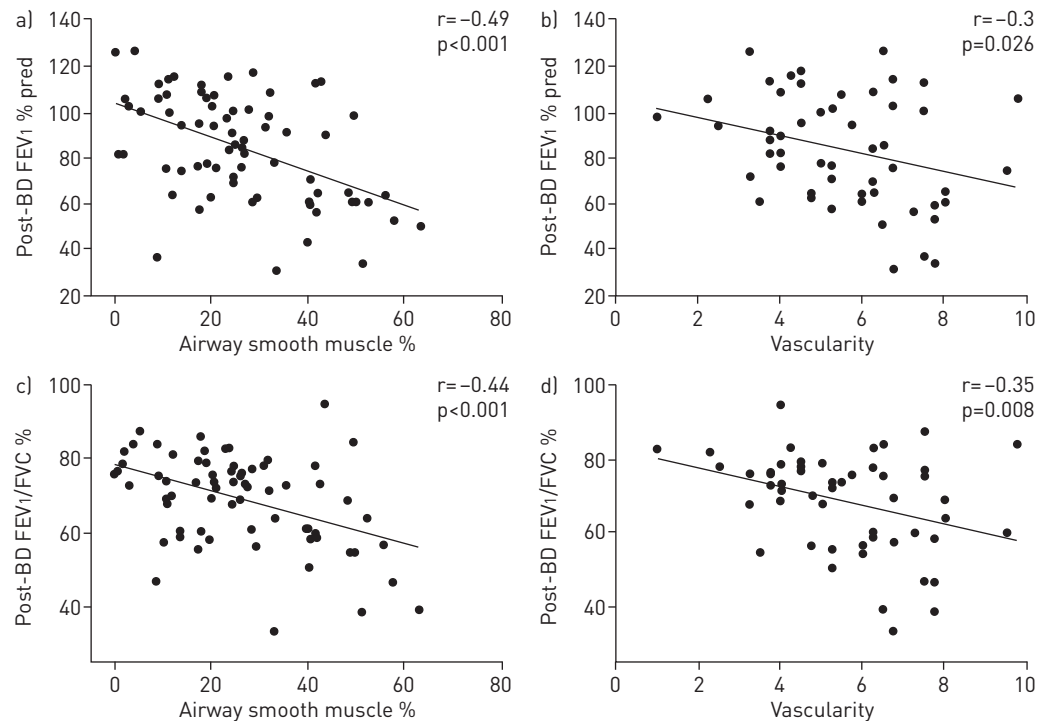 a)
r=–0.49
p<0.001
Post-BD FEV1 % pred
140
120
100
80
60
40
20
0 20 40 60 80
Airway smooth muscle %
b)
r=–0.3
p=0.026
Post-BD FEV1 % pred
140
120
100
80
60
40
20
0 2 4 6 8 10
Vascularity
c)
r=–0.44
p<0.001
Post-BD FEV1/FVC %
100
80
60
40
0 20 40 60 80
Airway smooth muscle %
d)
r=–0.35
p=0.008
Post-BD FEV1/FVC %
100
80
60
40
0 2 4 6 8 10
Vascularity